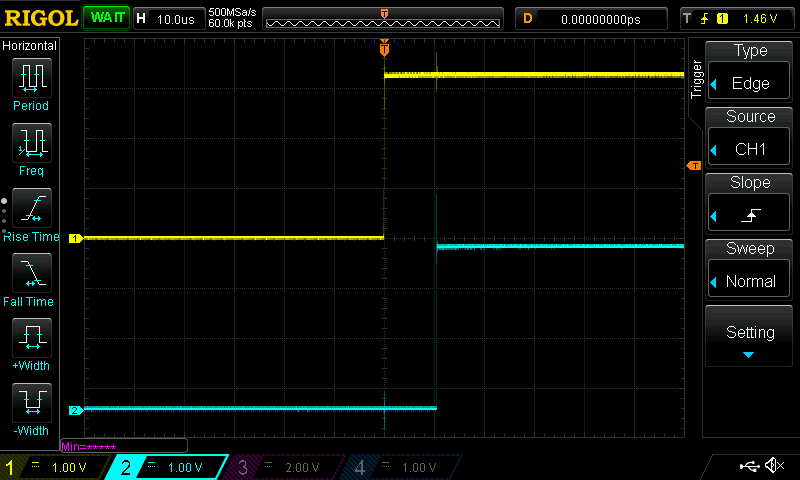 RIGOL WAIT H 10.0us 500MSa/s 60.0k pts T D 0.00000000ps T 1 1.46 V
Horizontal
Period
Freq
Rise Time
Fall Time
+Width
-Width
T
1
2
T
Trigger
Type
Edge
Source
CH1
Slope
Sweep
Normal
Setting
Min=*****
1 1.00 V 2 1.00 V 3 2.00 V 4 1.00 V